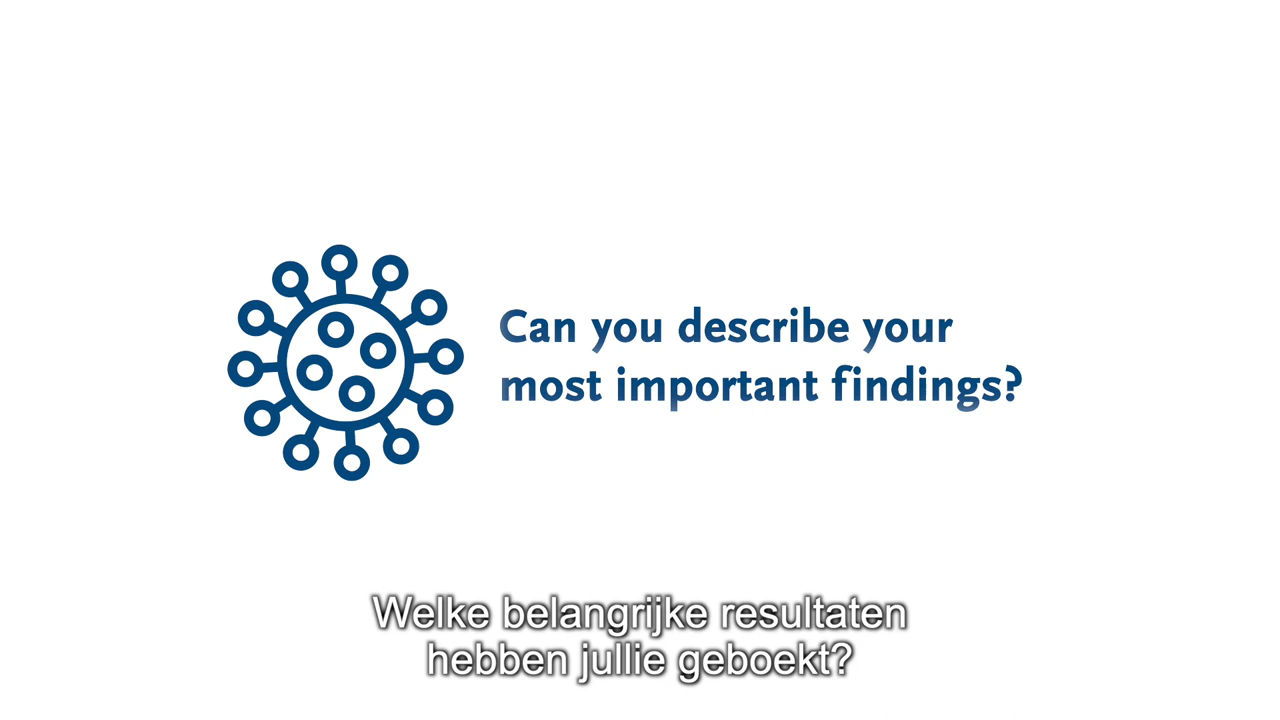 Can you describe your
most important findings?
Welke belangrijke resultaten
hebben jullie geboekt?